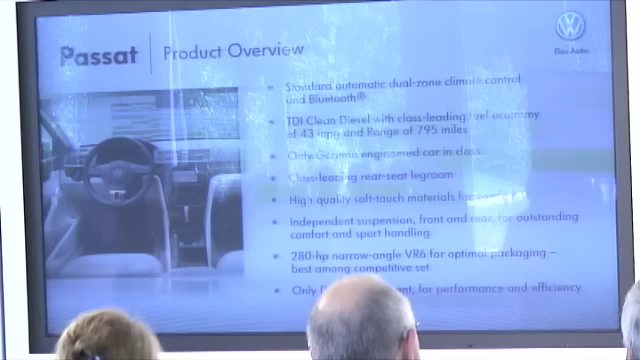 Passat
Product Overview
Das Auto.
Standard automatic dual-zone climate control
and Bluetooth®
TDI Clean Diesel with class-leading fuel economy
of 43 mpg and Range of 795 miles
Only German engineered car in class
Class-leading rear-seat legroom
High quality soft-touch materials for
Independent suspension, front and rear, for outstanding
comfort and sport handling
280-hp narrow-angle VR6 for optimal packaging –
best among competitive set
Only for performance and efficiency